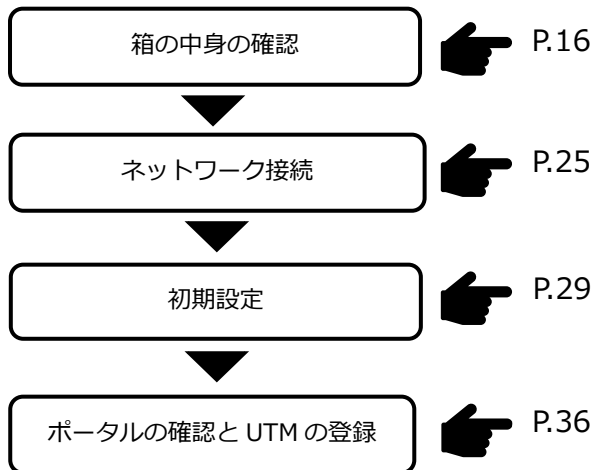 箱の中身の確認
P.16
ネットワーク接続
P.25
初期設定
P.29
ポータルの確認と UTM の登録
P.36